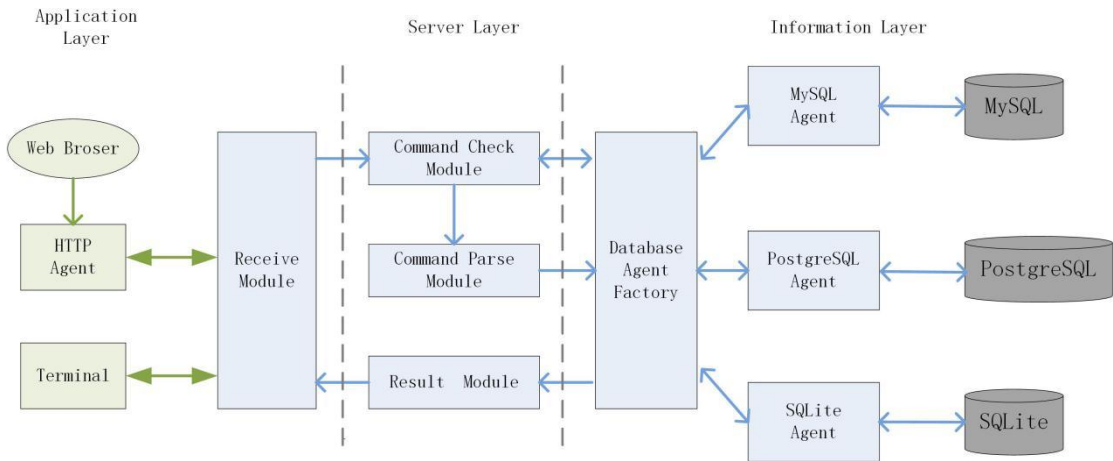 Application
Layer
Server Layer
Information Layer
Web Broser
HTTP
Agent
Terminal
Receive
Module
Command Check
Module
Command Parse
Module
Result Module
Database
Agent
Factory
MySQL
Agent
PostgreSQL
Agent
SQLite
Agent
MySQL
PostgreSQL
SQLite